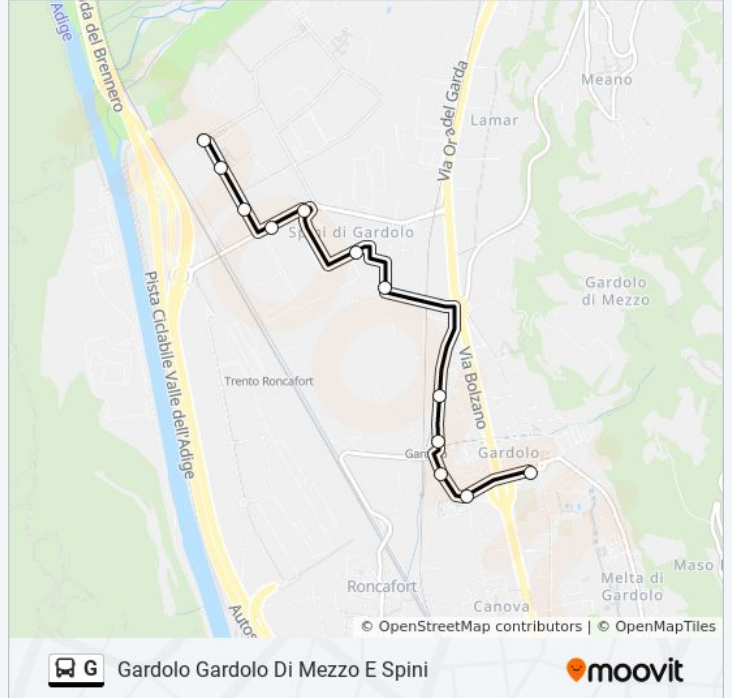 Adige
da del Brennero
Meano
Lamar
Via Ora del Garda
Spini di Gardolo
Gardolo
di Mezzo
Pista Ciclabile Valle dell'Adige
Trento Roncafort
Via Bolzano
Gard
Gardolo
Maso
Roncafort
Melta di
Gardolo
Canova
Autos
© OpenStreetMap contributors | © OpenMapTiles
G Gardolo Gardolo Di Mezzo E Spini
moovit